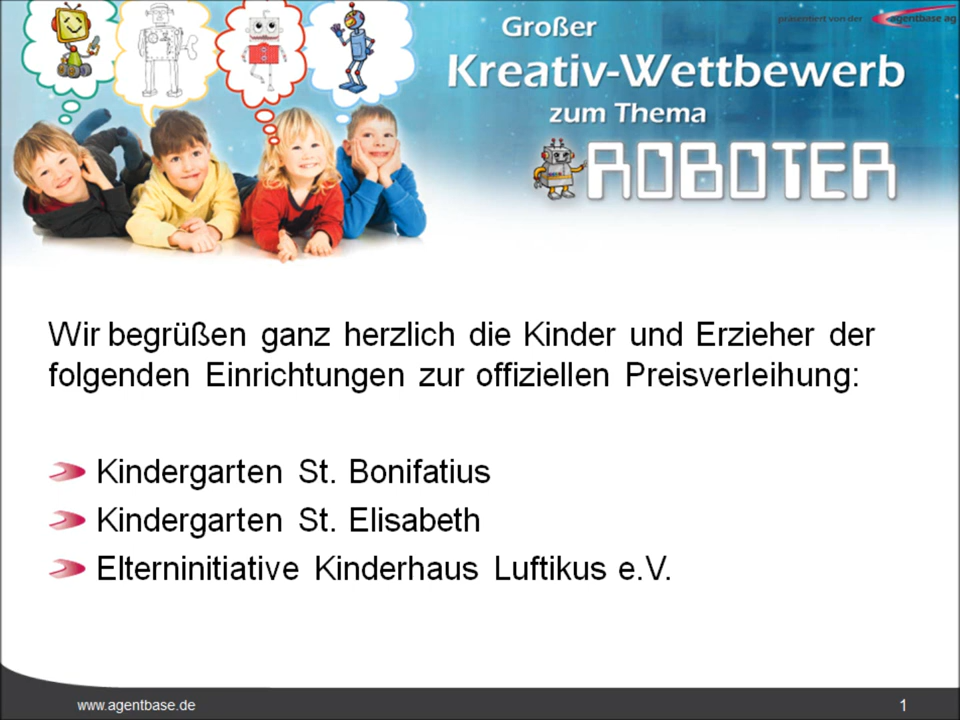 präsentiert von der agentbase ag
Großer
Kreativ-Wettbewerb
zum Thema
ROBOTER
Wir begrüßen ganz herzlich die Kinder und Erzieher der
folgenden Einrichtungen zur offiziellen Preisverleihung:
Kindergarten St. Bonifatius
Kindergarten St. Elisabeth
Elterninitiative Kinderhaus Luftikus e.V.
www.agentbase.de 1